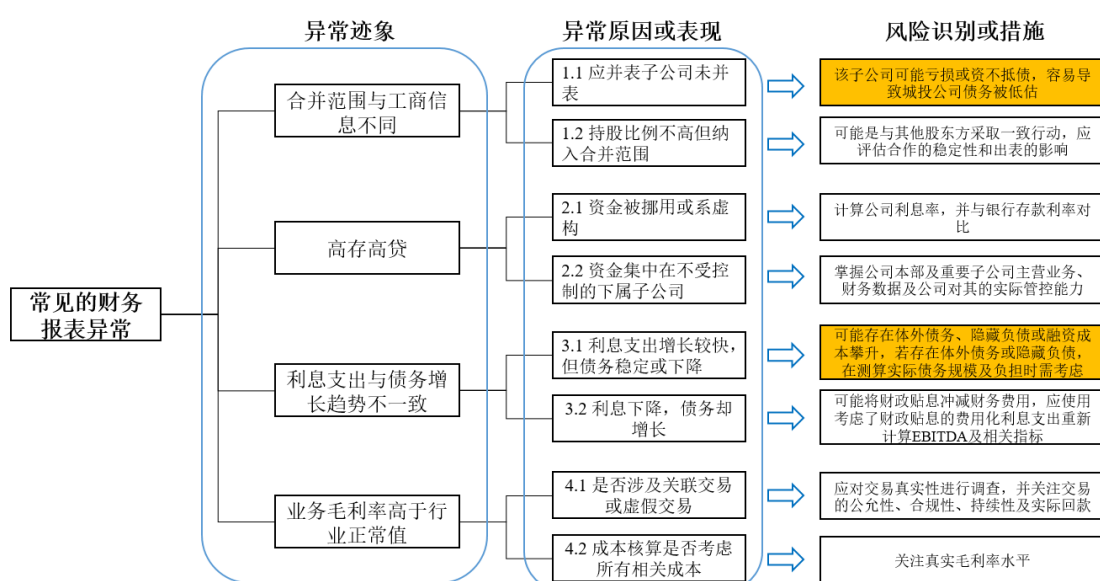 异常迹象
异常原因或表现
风险识别或措施
常见的财务
报表异常
合并范围与工商信
息不同
1.1 应并表子公司未并
表
该子公司可能亏损或资不抵债，容易导
致城投公司债务被低估
1.2 持股比例不高但纳
入合并范围
可能是与其他股东方采取一致行动，应
评估合作的稳定性和出表的影响
高存高贷
2.1 资金被挪用或系虚
构
计算公司利息率，并与银行存款利率对
比
2.2 资金集中在不受控
制的下属子公司
掌握公司本部及重要子公司主营业务、
财务数据及公司对其的实际管控能力
利息支出与债务增
长趋势不一致
3.1 利息支出增长较快，
但债务稳定或下降
可能存在体外债务、隐藏负债或融资成
本攀升，若存在体外债务或隐藏负债，
在测算实际债务规模及负担时需考虑
3.2 利息下降，债务却
增长
可能将财政贴息冲减财务费用，应使用
考虑了财政贴息的费用化利息支出重新
计算EBITDA及相关指标
业务毛利率高于行
业正常值
4.1 是否涉及关联交易
或虚假交易
应对交易真实性进行调查，并关注交易
的公允性、合规性、持续性及实际回款
4.2 成本核算是否考虑
所有相关成本
关注真实毛利率水平